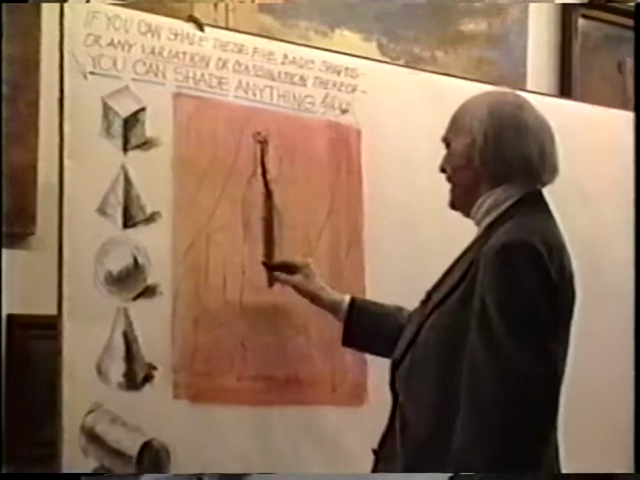 IF YOU CAN SHADE THESE FIVE BASIC SHAPES-
OR ANY VARIATION OR COMBINATION THEREOF-
YOU CAN SHADE ANYTHING